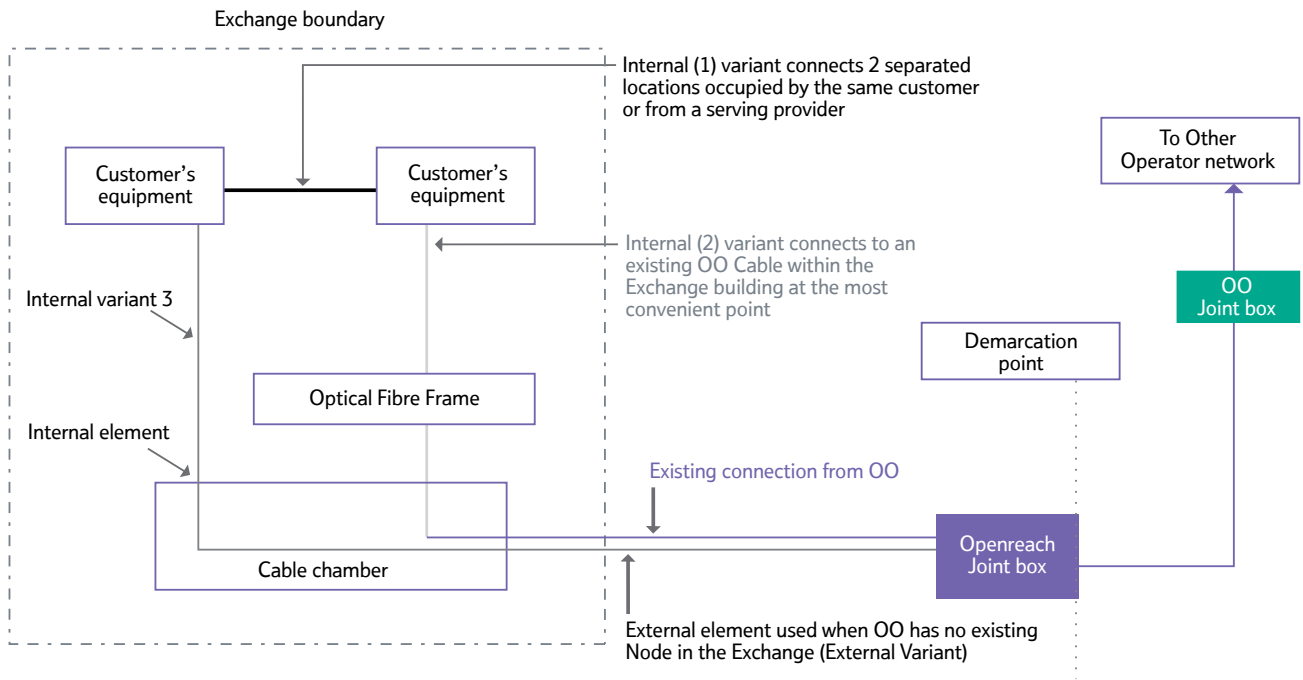 Exchange boundary
Internal (1) variant connects 2 separated
locations occupied by the same customer
or from a serving provider
To Other
Operator network
Customer’s
equipment
Customer’s
equipment
Internal (2) variant connects to an
existing OO Cable within the
Exchange building at the most
convenient point
Internal variant 3
OO
Joint box
Demarcation
point
Optical Fibre Frame
Internal element
Existing connection from OO
Openreach
Joint box
Cable chamber
External element used when OO has no existing
Node in the Exchange (External Variant)